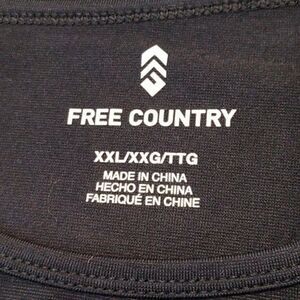 FREE COUNTRY
XXL/XXG/TTG
MADE IN CHINA
HECHO EN CHINA
FABRIQUÉ EN CHINE